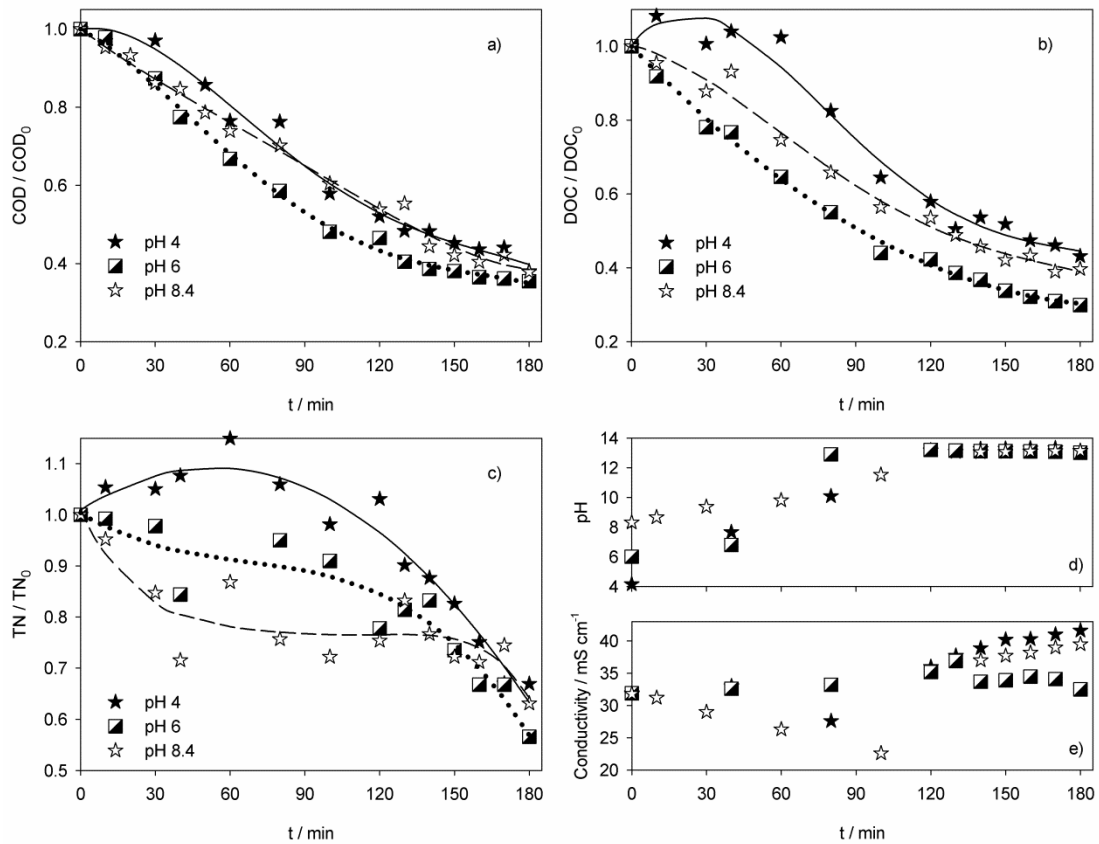 a)
1.0
0.8
0.6
0.4
0.2
COD / COD₀
pH 4
pH 6
pH 8.4
0 30 60 90 120 150 180
t / min
b)
1.0
0.8
0.6
0.4
0.2
DOC / DOC₀
pH 4
pH 6
pH 8.4
0 30 60 90 120 150 180
t / min
c)
1.1
1.0
0.9
0.8
0.7
0.6
0.5
TN / TN₀
pH 4
pH 6
pH 8.4
0 30 60 90 120 150 180
t / min
14
12
10
8
6
4
pH
d)
40
35
30
25
20
Conductivity / mS cm⁻¹
e)
0 30 60 90 120 150 180
t / min